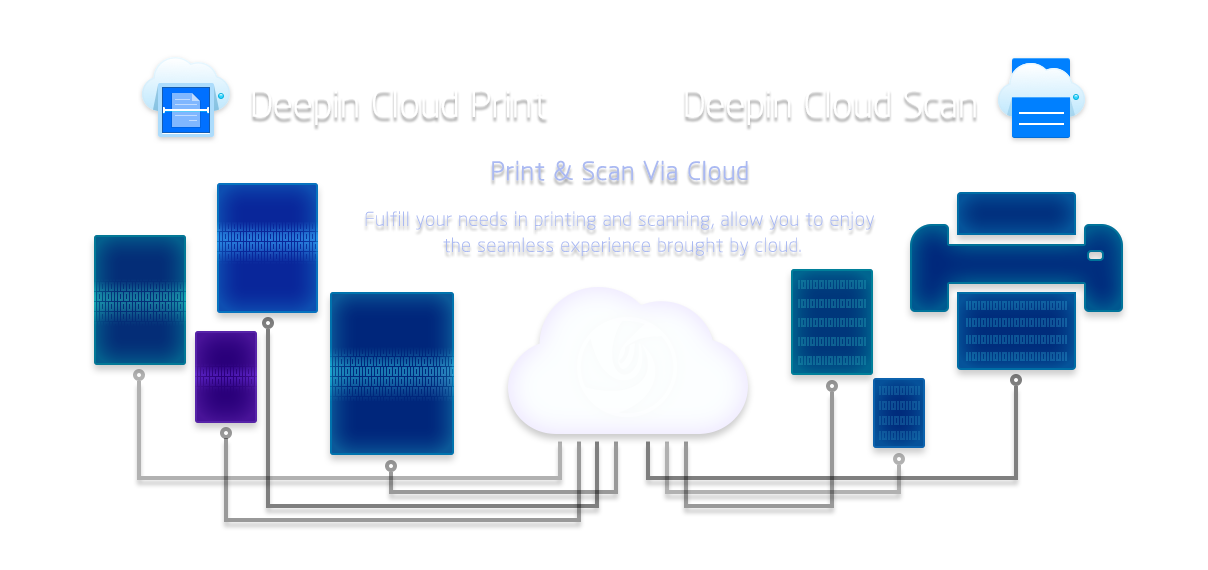 Deepin Cloud Print
Deepin Cloud Scan
Print & Scan Via Cloud
Fulfill your needs in printing and scanning, allow you to enjoy
the seamless experience brought by cloud.